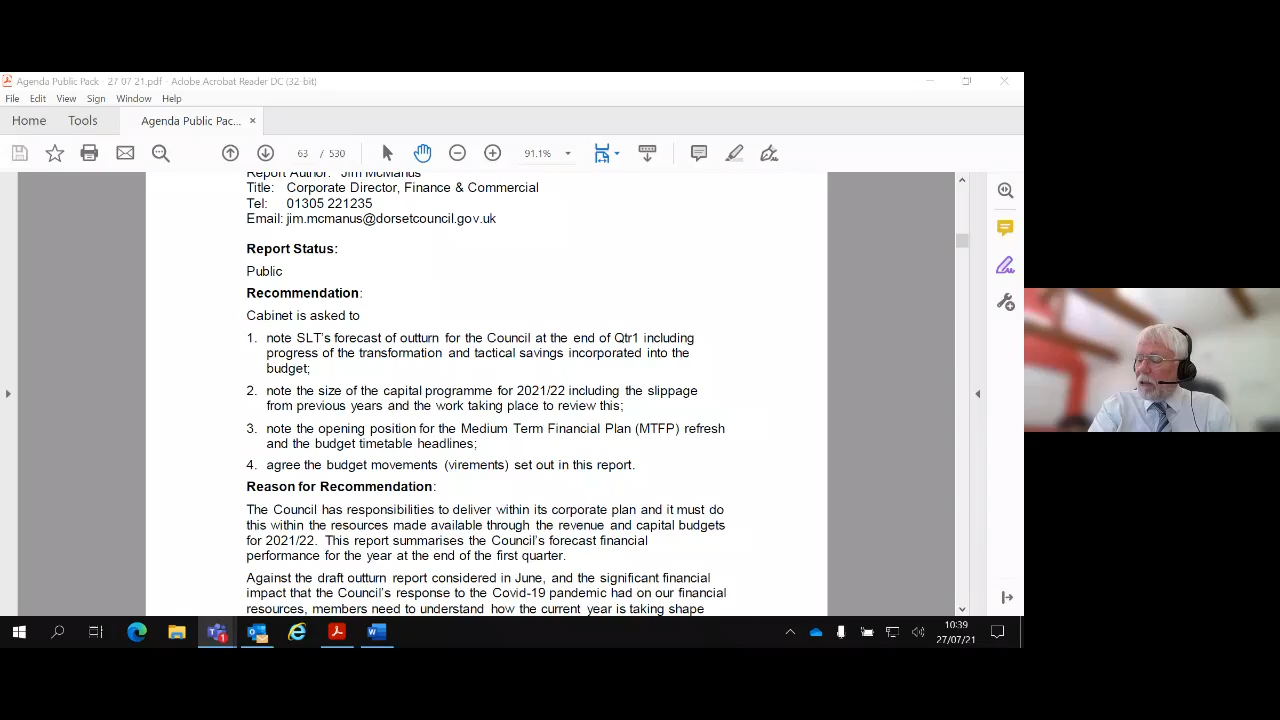 Agenda Public Pack - 27 07 21.pdf - Adobe Acrobat Reader DC (32-bit)
File Edit View Sign Window Help
Home Tools Agenda Public Pac... ×
63 / 530 91.1%
Report Author: Jim McManus
Title: Corporate Director, Finance & Commercial
Tel: 01305 221235
Email: jim.mcmanus@dorsetcouncil.gov.uk
Report Status:
Public
Recommendation:
Cabinet is asked to
1. note SLT's forecast of outturn for the Council at the end of Qtr1 including
progress of the transformation and tactical savings incorporated into the
budget;
2. note the size of the capital programme for 2021/22 including the slippage
from previous years and the work taking place to review this;
3. note the opening position for the Medium Term Financial Plan (MTFP) refresh
and the budget timetable headlines;
4. agree the budget movements (virements) set out in this report.
Reason for Recommendation:
The Council has responsibilities to deliver within its corporate plan and it must do
this within the resources made available through the revenue and capital budgets
for 2021/22. This report summarises the Council's forecast financial
performance for the year at the end of the first quarter.
Against the draft outturn report considered in June, and the significant financial
impact that the Council's response to the Covid-19 pandemic had on our financial
resources, members need to understand how the current year is taking shape
10:39
27/07/21